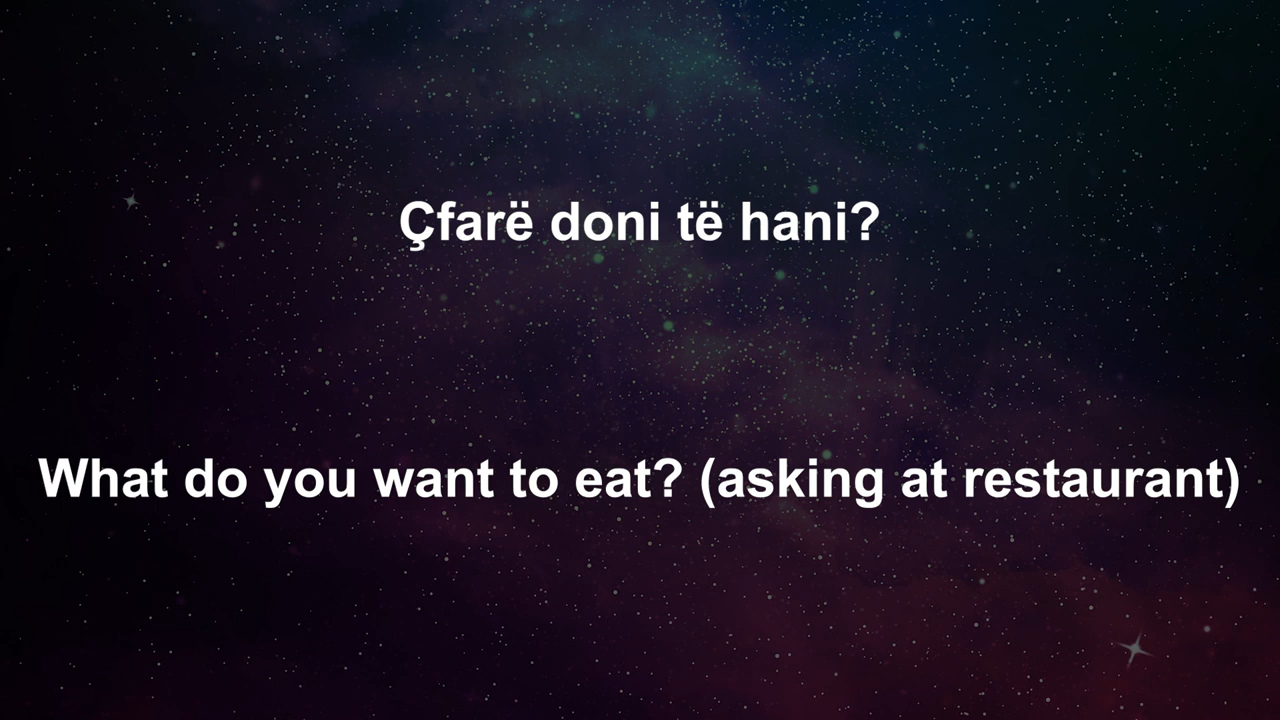 Çfarë doni të hani?
What do you want to eat? (asking at restaurant)